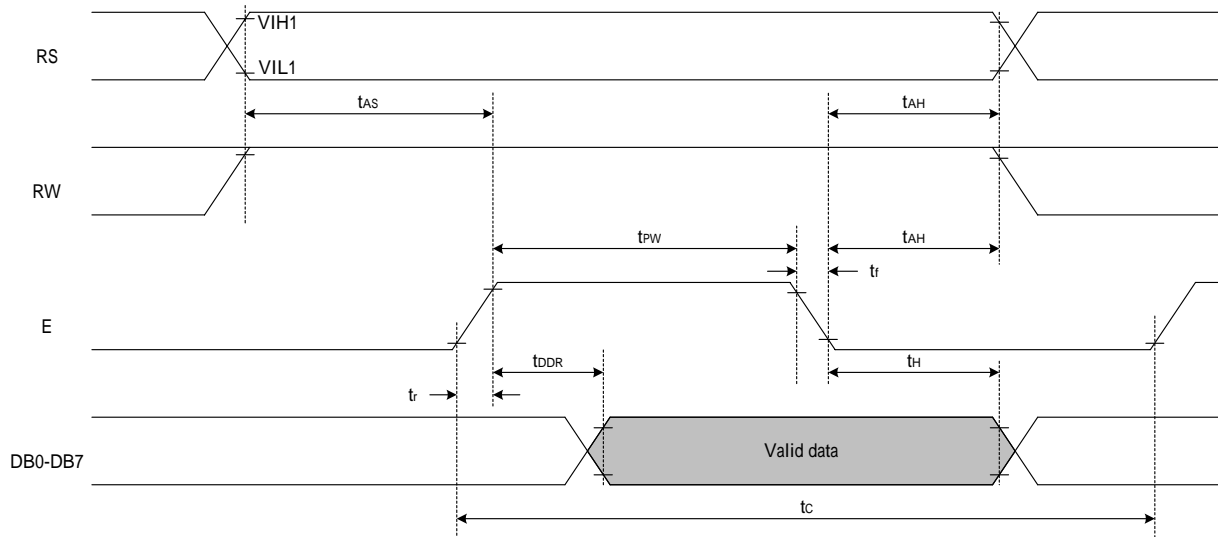 VIH1
RS
VIL1
tAS
tAH
RW
tPW
tAH
tf
E
tDDR
tH
tr
Valid data
DB0-DB7
tC